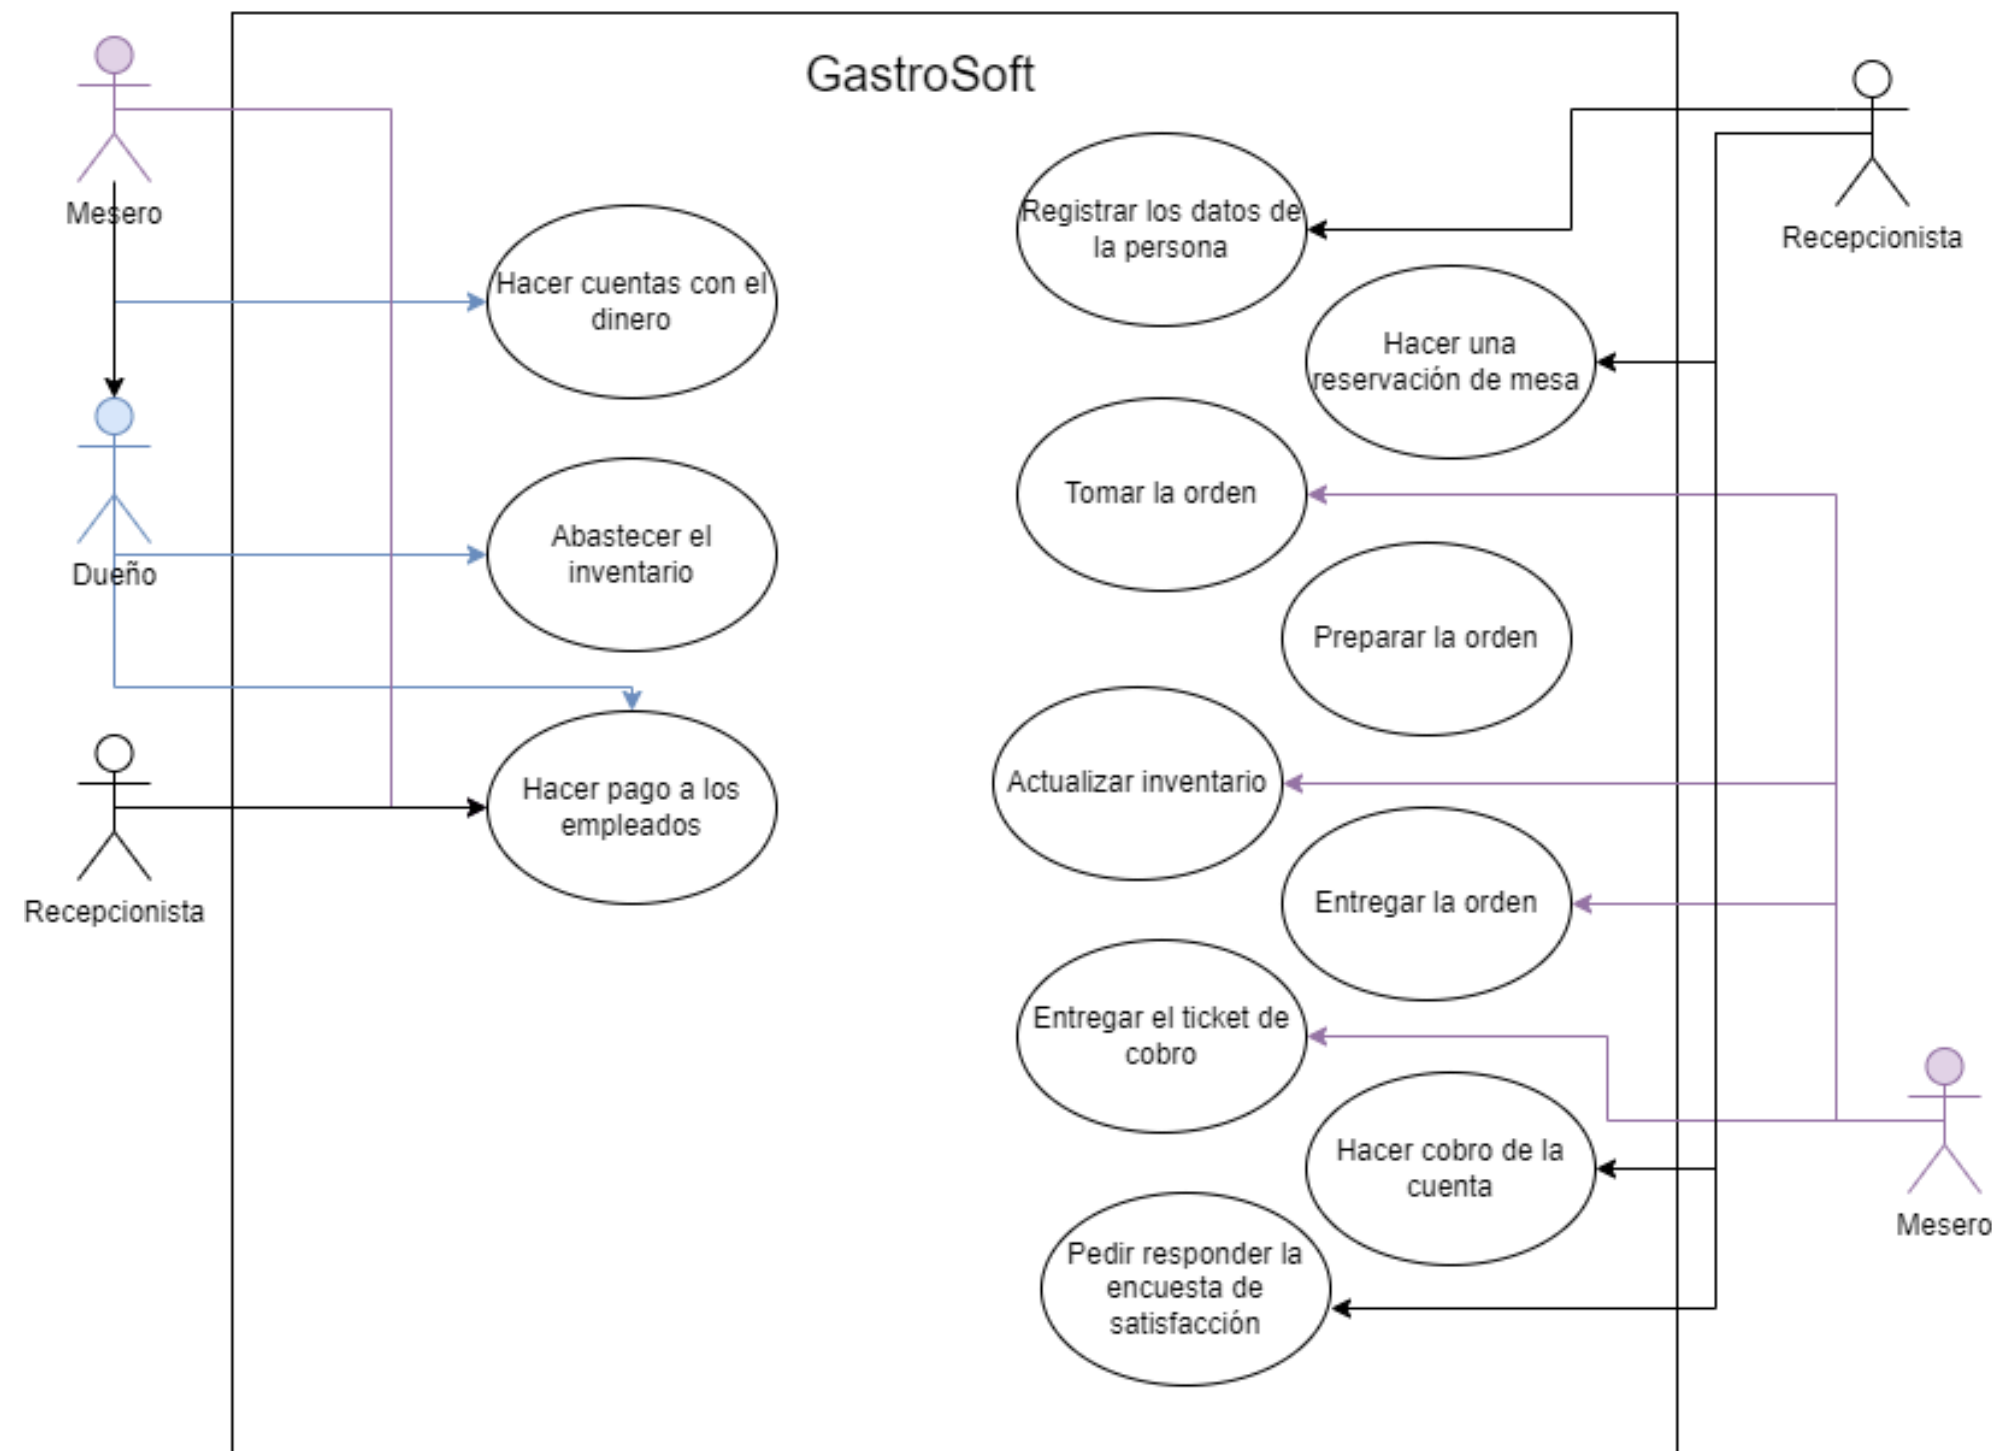 GastroSoft
Mesero
Hacer cuentas con el
dinero
Dueño
Abastecer el
inventario
Hacer pago a los
empleados
Recepcionista
Registrar los datos de
la persona
Recepcionista
Hacer una
reservación de mesa
Tomar la orden
Preparar la orden
Actualizar inventario
Entregar la orden
Entregar el ticket de
cobro
Hacer cobro de la
cuenta
Mesero
Pedir responder la
encuesta de
satisfacción